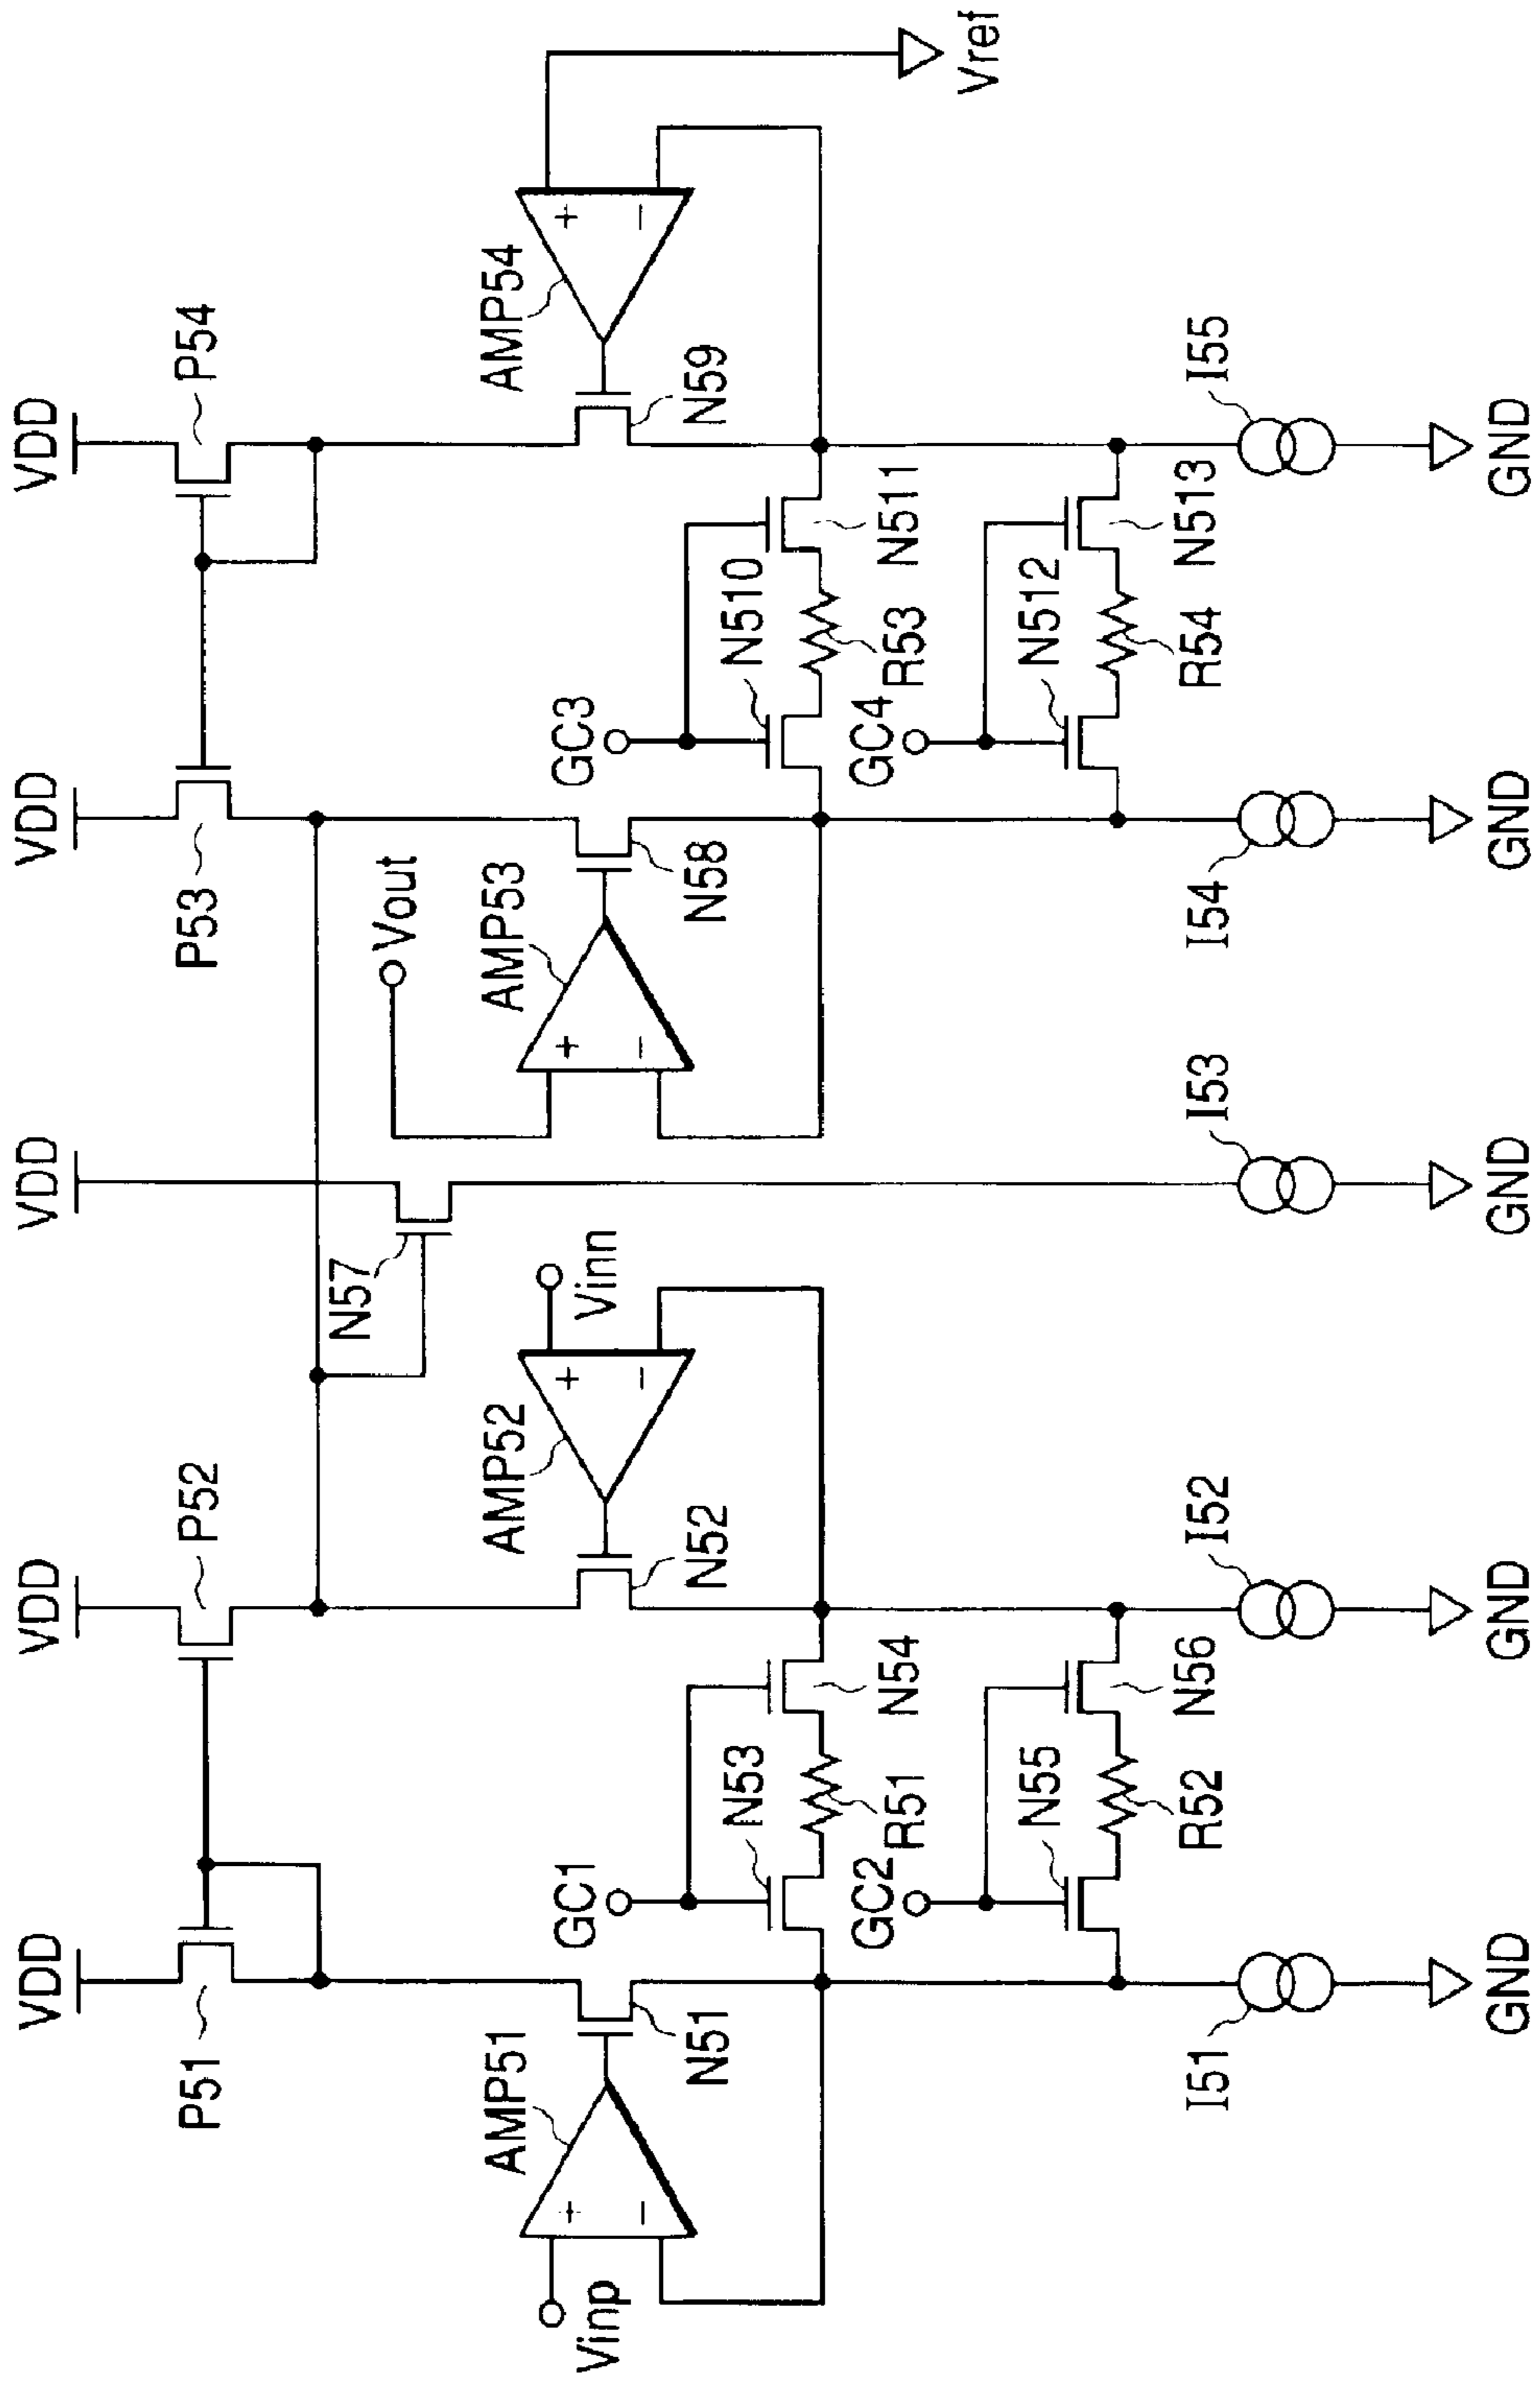 VDD
VDD
VDD
VDD
VDD
P51
P52
P53
P54
N57
Vout
Vinp
AMP51
+
−
N51
AMP52
+
−
N52
Vinn
AMP53
+
−
N58
AMP54
+
−
N59
Vref
GC1
N53
R51
N54
GC3
N510
R53
N511
GC2
N55
R52
N56
GC4
N512
R54
N513
I51
I52
I53
I54
I55
GND
GND
GND
GND
GND